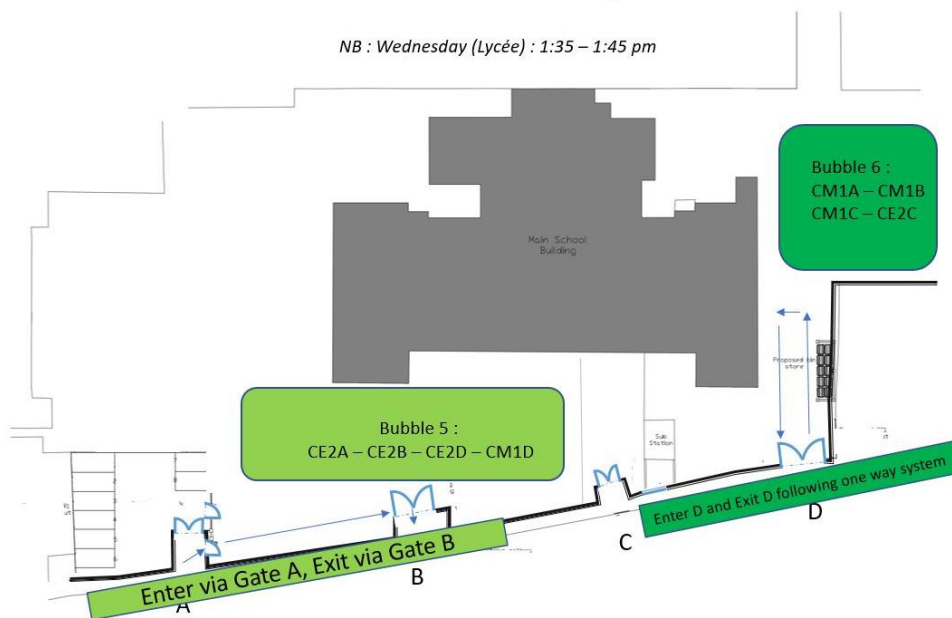 NB : Wednesday (Lycée) : 1:35 – 1:45 pm
Bubble 6 :
CM1A – CM1B
CM1C – CE2C
Main School
Building
Proposed bin
store
Bubble 5 :
CE2A – CE2B – CE2D – CM1D
Sub
Station
Enter D and Exit D following one way system
D
C
Enter via Gate A, Exit via Gate B
B
A